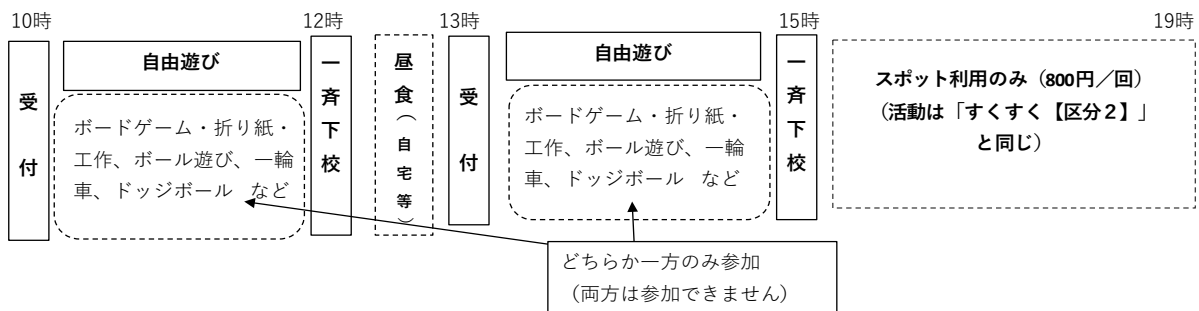 10時
12時
13時
15時
19時
受付
自由遊び
ボードゲーム・折り紙・
工作、ボール遊び、一輪
車、ドッジボール　など
一斉下校
昼食（自宅等）
受付
自由遊び
ボードゲーム・折り紙・
工作、ボール遊び、一輪
車、ドッジボール　など
一斉下校
スポット利用のみ（800円／回）
（活動は「すくすく【区分２】」
と同じ）
どちらか一方のみ参加
（両方は参加できません）